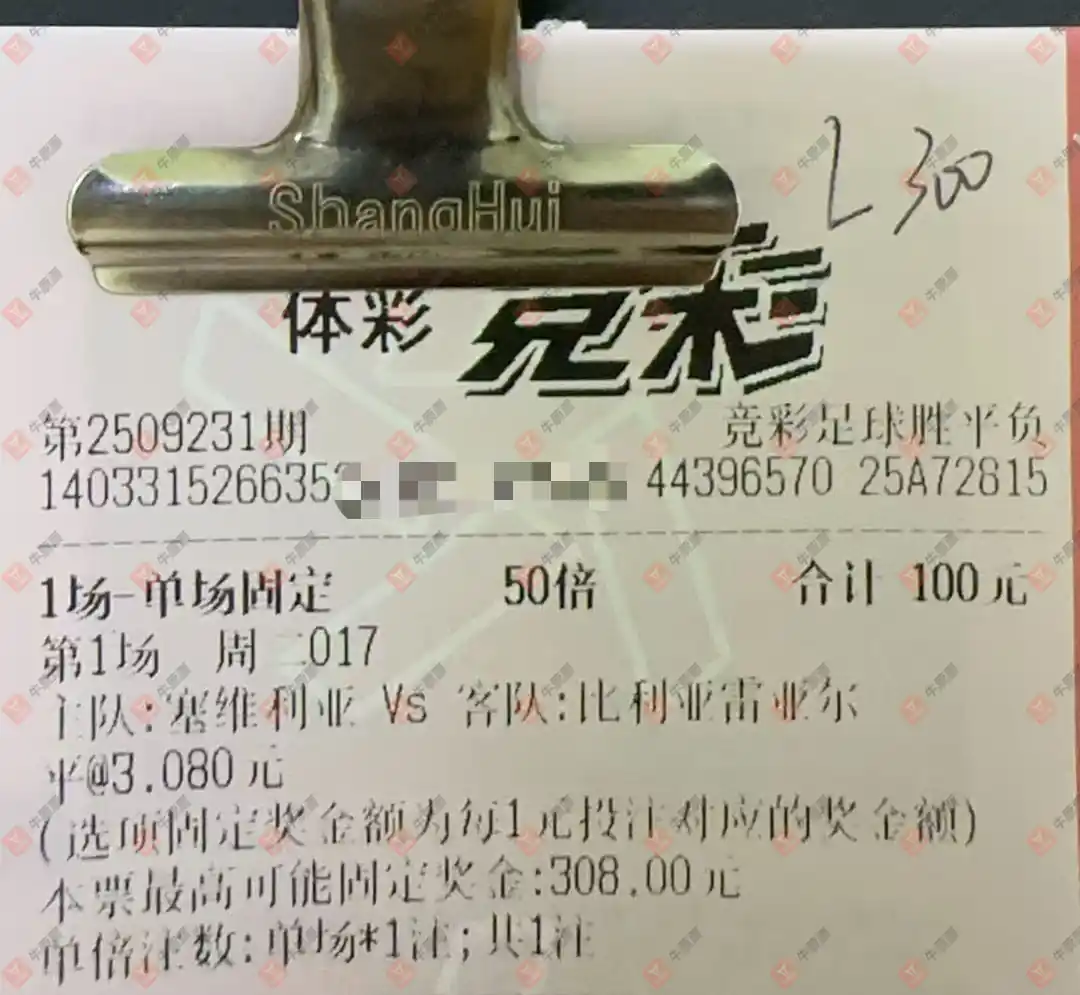 L 300
ShangHui
体彩 竞彩
第2509231期 竞彩足球胜平负
14033152663535 44396570 25A72815
1场-单场固定 50倍 合计 100元
第1场 周二017
主队:塞维利亚 Vs 客队:比利亚雷亚尔
平@3.080元
(选项固定奖金额为每1元投注对应的奖金额)
本票最高可能固定奖金:308.00元
单倍注数:单场*1注;共1注